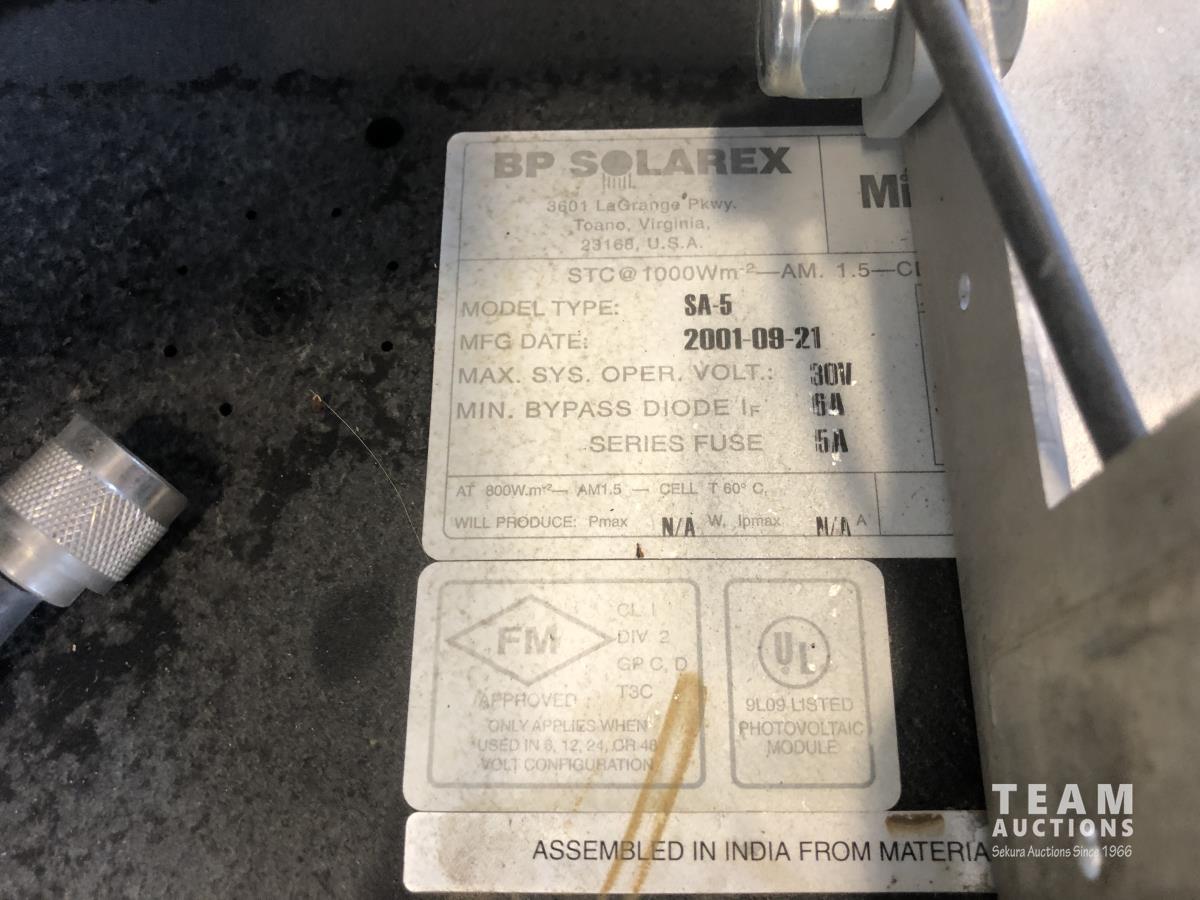 BP SOLAREX
3601 LaGrange Pkwy.
Toano, Virginia,
23168, U.S.A.
Mi
STC@1000Wm-2—AM. 1.5—
MODEL TYPE: SA-5
MFG DATE: 2001-09-21
MAX. SYS. OPER. VOLT.: 30V
MIN. BYPASS DIODE IF 6A
SERIES FUSE 5A
AT 800W.m-2— AM1.5 — CELL T 60° C,
WILL PRODUCE: Pmax N/A W, Ipmax N/A A
FM
APPROVED :
CL. I
DIV. 2
GP C, D
T3C
ONLY APPLIES WHEN
USED IN 6, 12, 24, OR 48
VOLT CONFIGURATION
UL
9L09 LISTED
PHOTOVOLTAIC
MODULE
ASSEMBLED IN INDIA FROM MATERIA
TEAM
AUCTIONS
Sekura Auctions Since 1966